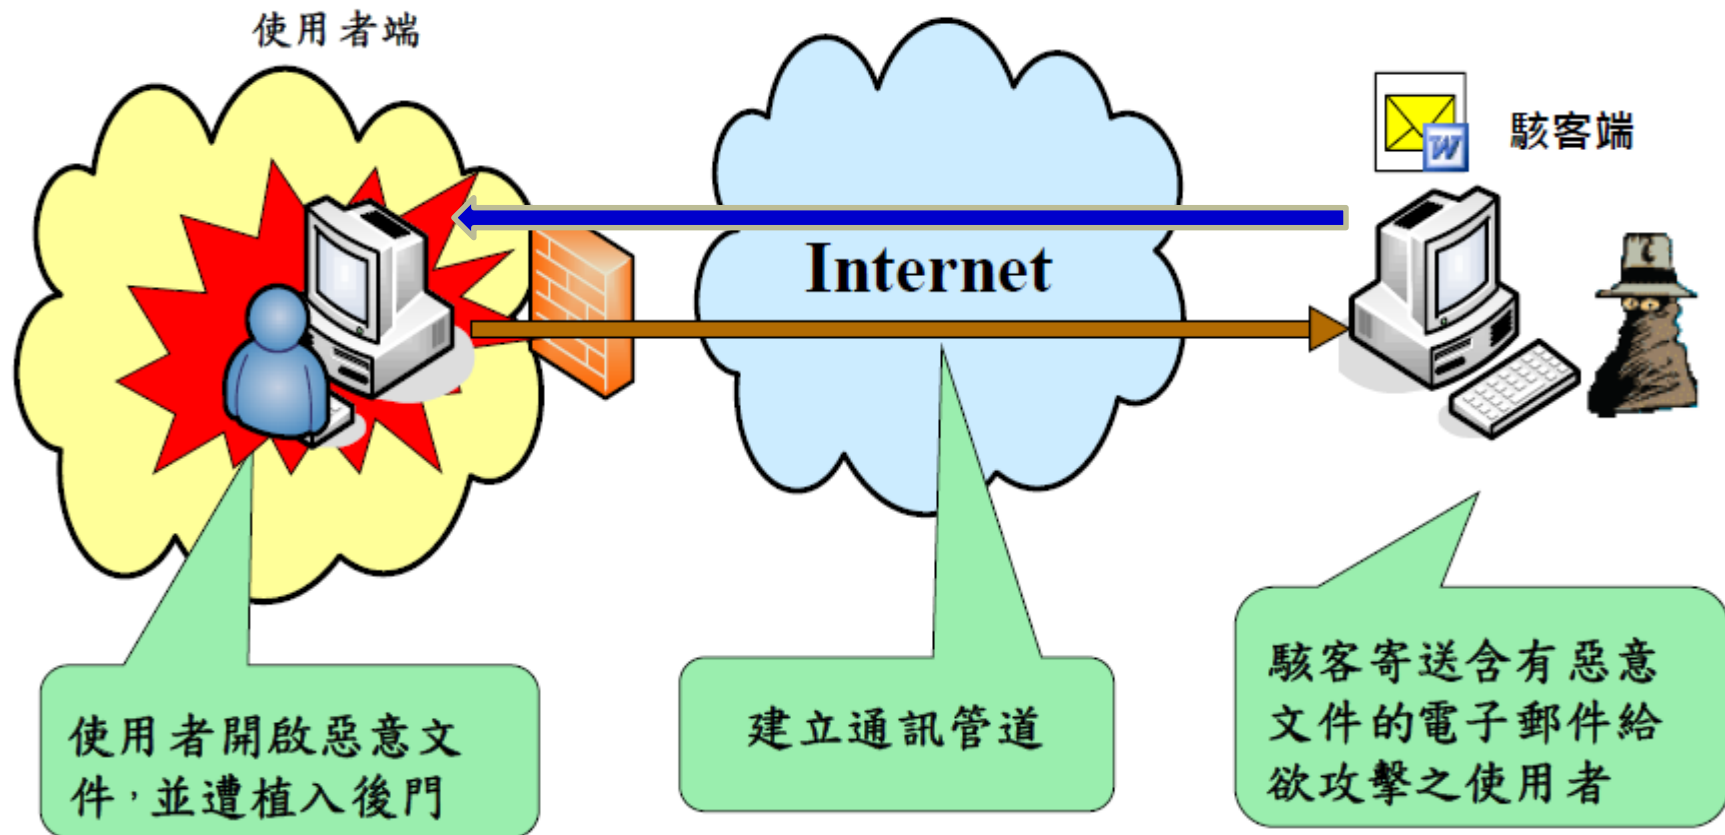 使用者端
駭客端
W
Internet
使用者開啟惡意文
件，並遭植入後門
建立通訊管道
駭客寄送含有惡意
文件的電子郵件給
欲攻擊之使用者